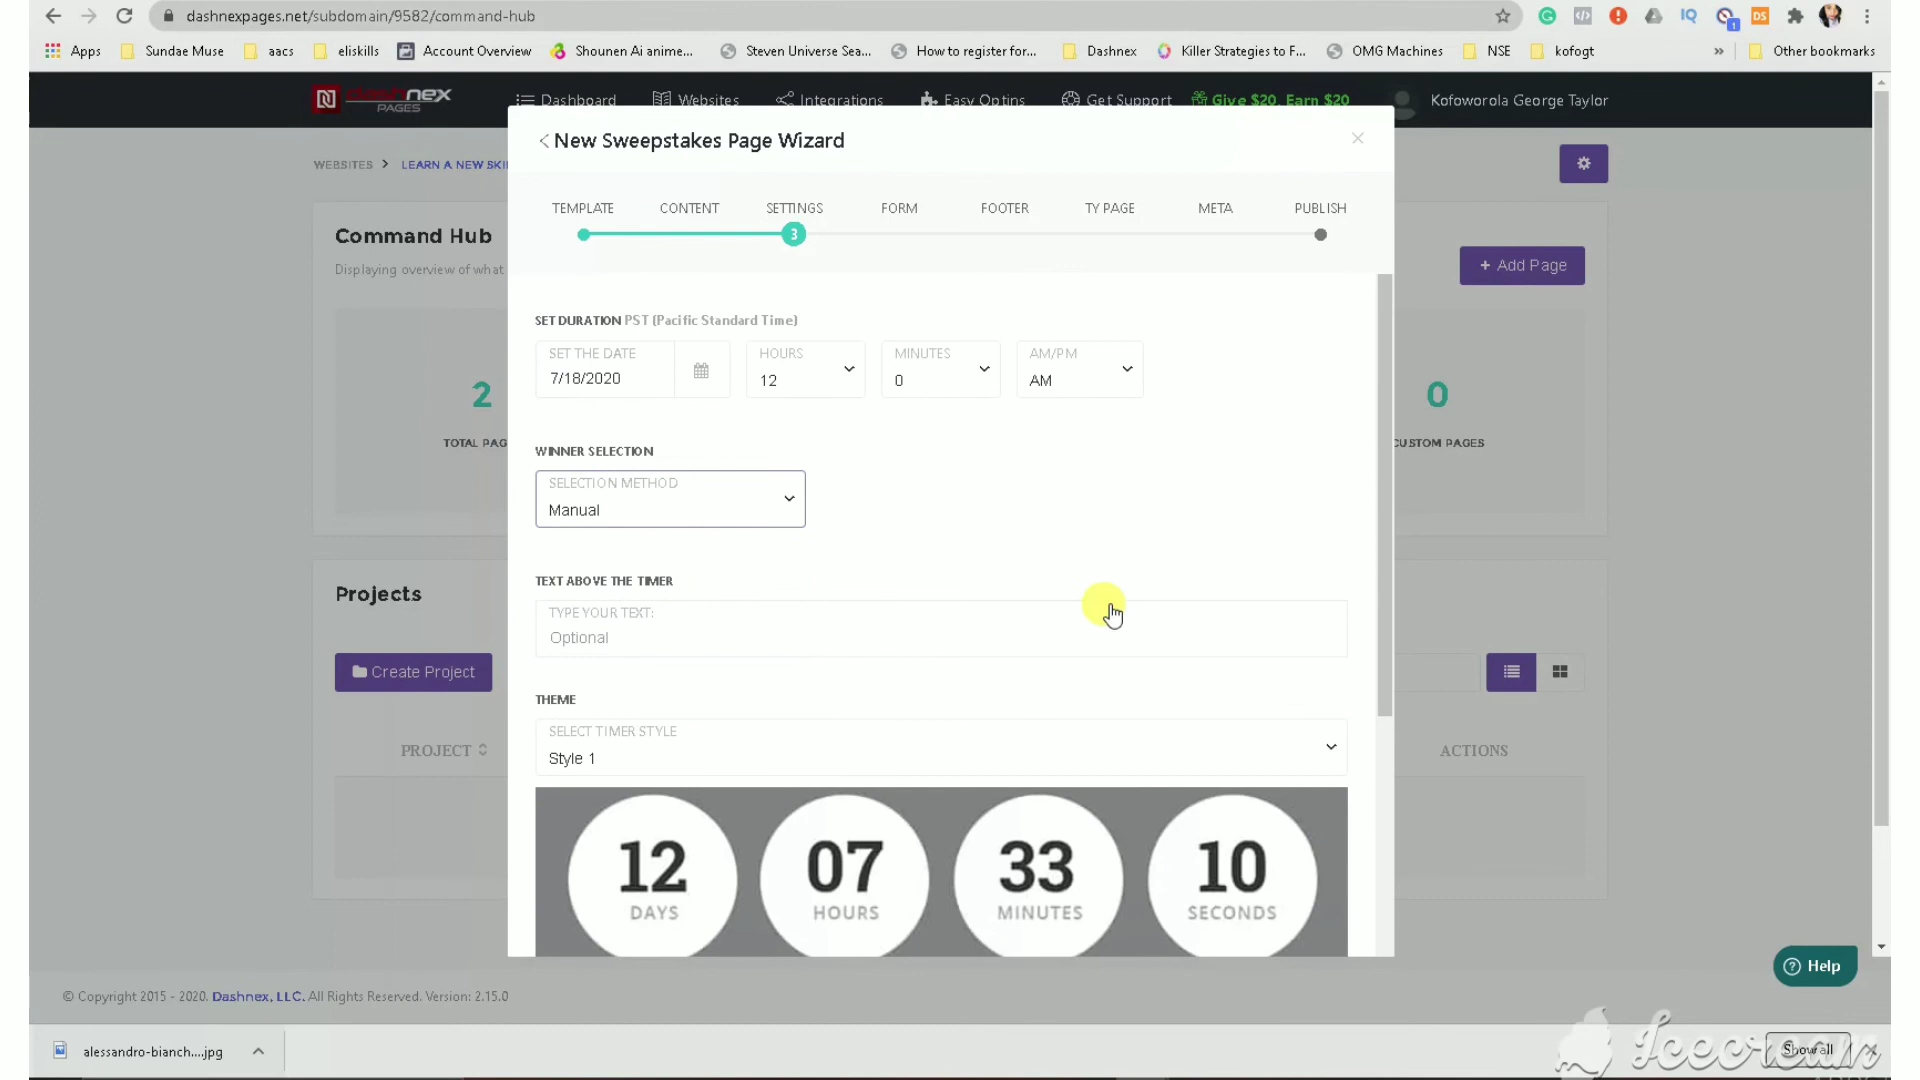 dashnexpages.net/subdomain/9582/command-hub
Apps Sundae Muse aacs eliskills Account Overview Shounen Ai anime... Steven Universe Sea... How to register for... Dashnex Killer Strategies to F... OMG Machines NSE kofogt » Other bookmarks
dashnex PAGES Dashboard Websites Integrations Easy Optins Get Support Give $20, Earn $20 Kofoworola George Taylor
New Sweepstakes Page Wizard
WEBSITES > LEARN A NEW SKI
TEMPLATE CONTENT SETTINGS FORM FOOTER TY PAGE META PUBLISH
3
Command Hub
Displaying overview of what
+ Add Page
SET DURATION PST (Pacific Standard Time)
SET THE DATE HOURS MINUTES AM/PM
7/18/2020 12 0 AM
2 0
TOTAL PAG CUSTOM PAGES
WINNER SELECTION
SELECTION METHOD
Manual
TEXT ABOVE THE TIMER
Projects
TYPE YOUR TEXT:
Optional
Create Project
THEME
SELECT TIMER STYLE
Style 1
PROJECT ACTIONS
12 07 33 10
DAYS HOURS MINUTES SECONDS
Help
© Copyright 2015 - 2020. Dashnex, LLC. All Rights Reserved. Version: 2.15.0
alessandro-bianch....jpg
Show all
Icecream